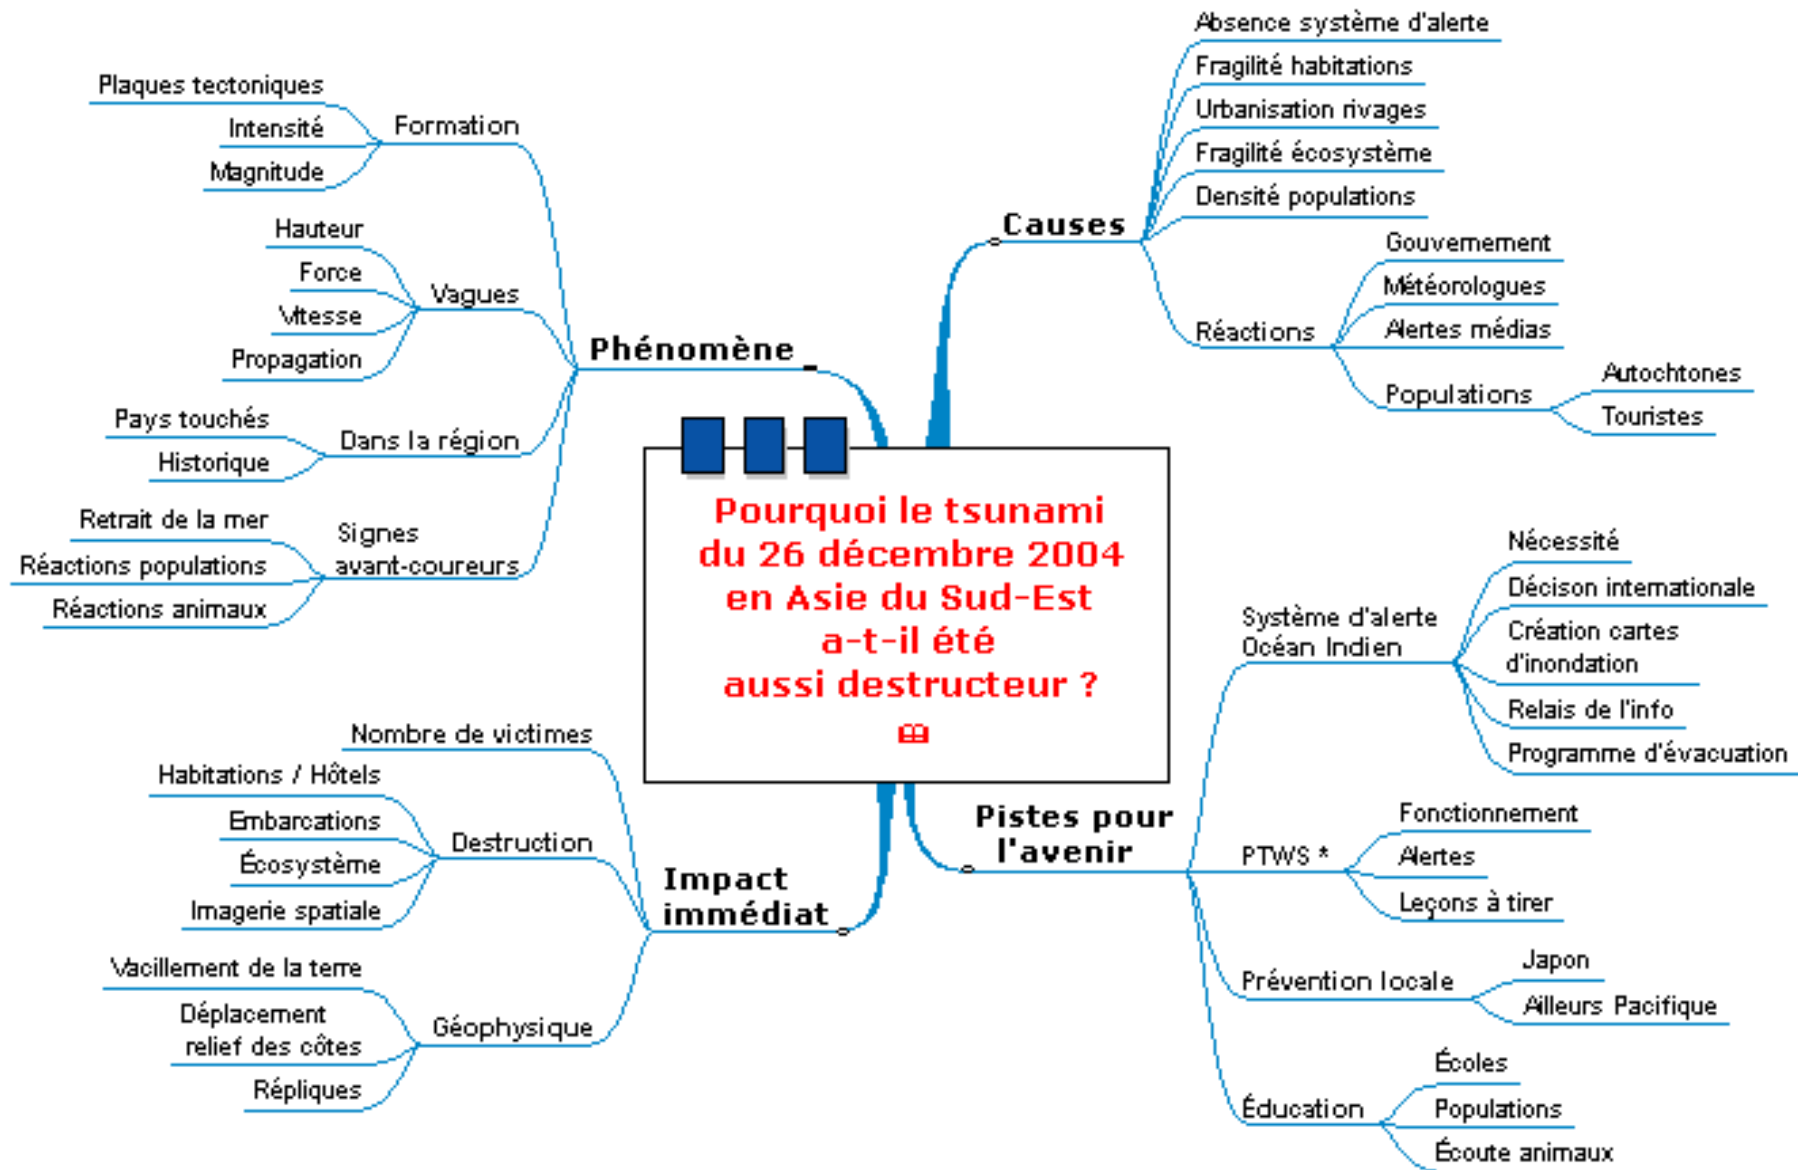 Pourquoi le tsunami
du 26 décembre 2004
en Asie du Sud-Est
a-t-il été
aussi destructeur ?
Phénomène
Formation
Plaques tectoniques
Intensité
Magnitude
Vagues
Hauteur
Force
Vitesse
Propagation
Dans la région
Pays touchés
Historique
Signes
avant-coureurs
Retrait de la mer
Réactions populations
Réactions animaux
Causes
Absence système d'alerte
Fragilité habitations
Urbanisation rivages
Fragilité écosystème
Densité populations
Réactions
Gouvernement
Météorologues
Alertes médias
Populations
Autochtones
Touristes
Impact
immédiat
Nombre de victimes
Destruction
Habitations / Hôtels
Embarcations
Écosystème
Imagerie spatiale
Géophysique
Vacillement de la terre
Déplacement
relief des côtes
Répliques
Pistes pour
l'avenir
Système d'alerte
Océan Indien
Nécessité
Décison internationale
Création cartes
d'inondation
Relais de l'info
Programme d'évacuation
PTWS *
Fonctionnement
Alertes
Leçons à tirer
Prévention locale
Japon
Ailleurs Pacifique
Éducation
Écoles
Populations
Écoute animaux